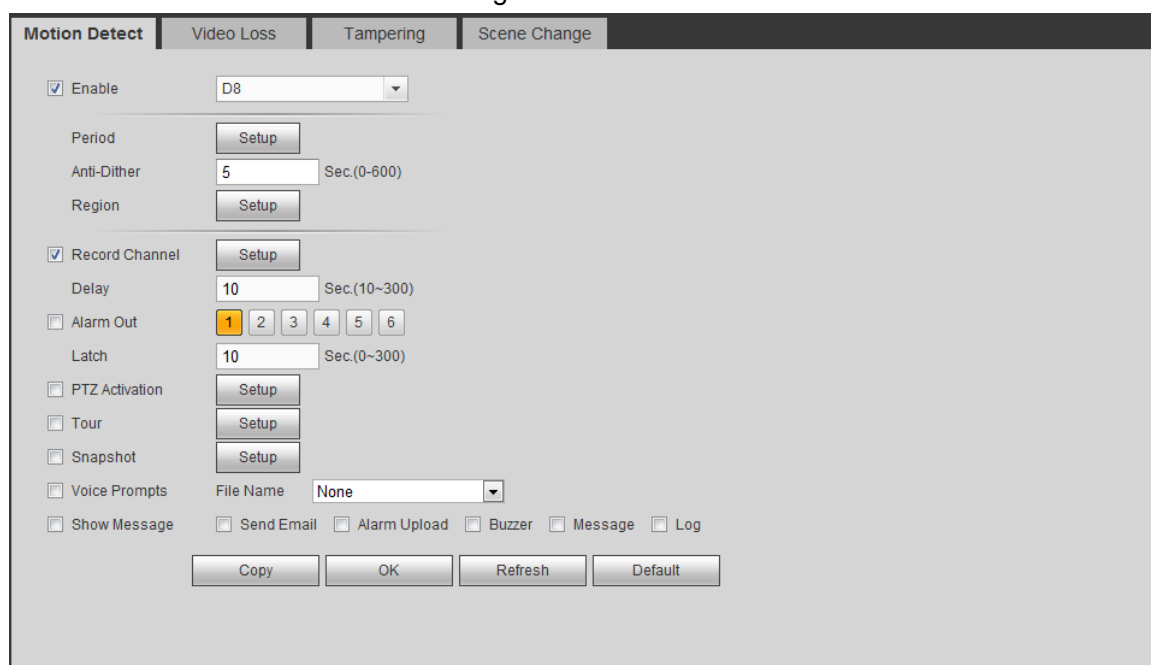 Motion Detect Video Loss Tampering Scene Change
Enable D8
Period Setup
Anti-Dither 5 Sec.(0-600)
Region Setup
Record Channel Setup
Delay 10 Sec.(10~300)
Alarm Out 1 2 3 4 5 6
Latch 10 Sec.(0~300)
PTZ Activation Setup
Tour Setup
Snapshot Setup
Voice Prompts File Name None
Show Message Send Email Alarm Upload Buzzer Message Log
Copy OK Refresh Default